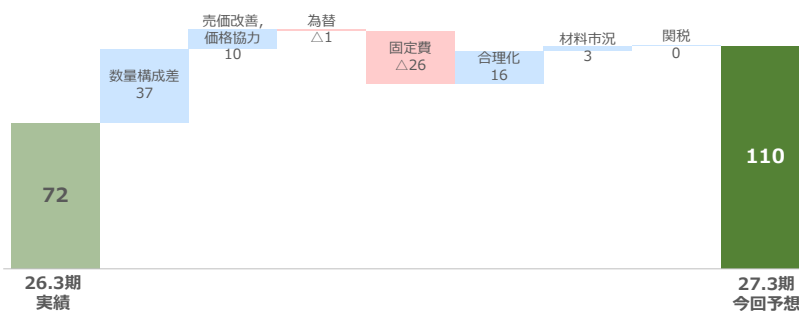 売価改善,
価格協力
10
為替
△1
数量構成差
37
固定費
△26
合理化
16
材料市況
3
関税
0
72
110
26.3期
実績
27.3期
今回予想